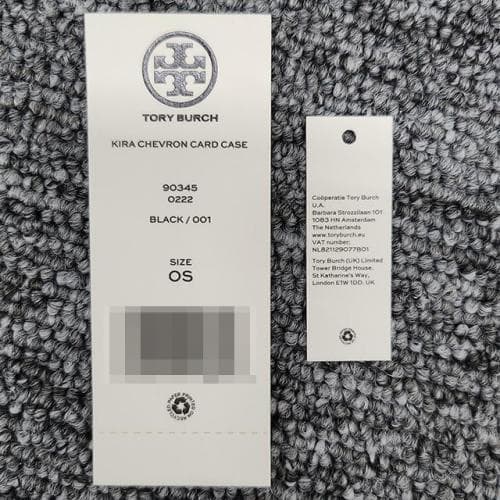 TORY BURCH
KIRA CHEVRON CARD CASE
90345
0222
BLACK / 001
SIZE
OS
Coöperatie Tory Burch
U.A.
Barbara Strozzilaan 101
1083 HN Amsterdam
The Netherlands
www.toryburch.eu
VAT number:
NL821129077B01
Tory Burch (UK) Limited
Tower Bridge House,
St Katharine's Way,
London E1W 1DD, UK